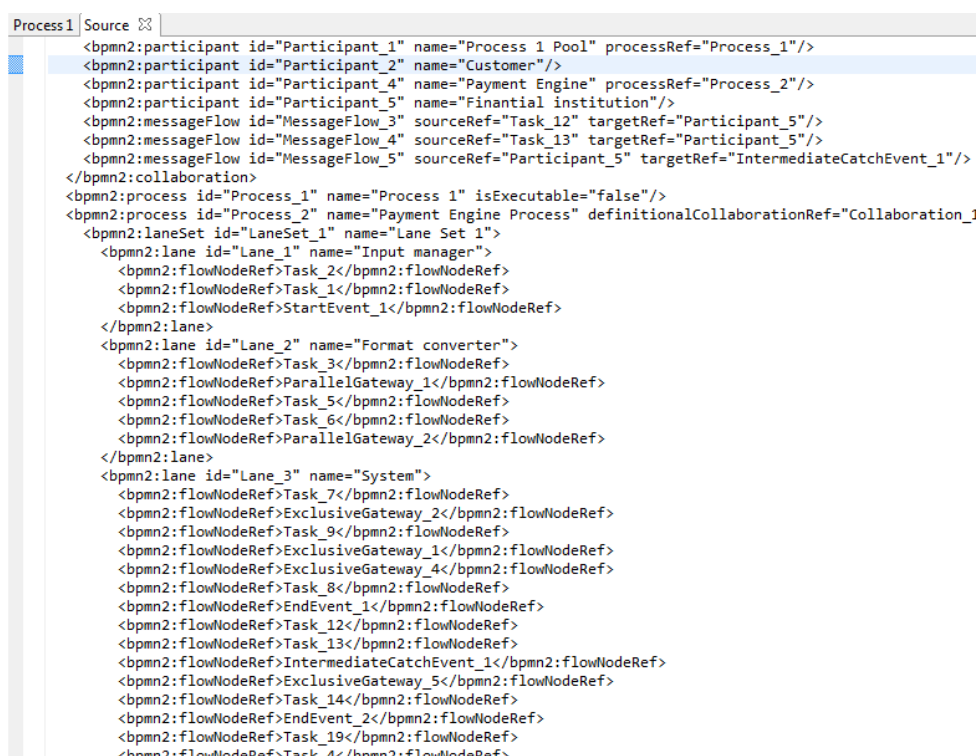 Process 1 Source
<bpmn2:participant id="Participant_1" name="Process 1 Pool" processRef="Process_1"/>
<bpmn2:participant id="Participant_2" name="Customer"/>
<bpmn2:participant id="Participant_4" name="Payment Engine" processRef="Process_2"/>
<bpmn2:participant id="Participant_5" name="Finantial institution"/>
<bpmn2:messageFlow id="MessageFlow_3" sourceRef="Task_12" targetRef="Participant_5"/>
<bpmn2:messageFlow id="MessageFlow_4" sourceRef="Task_13" targetRef="Participant_5"/>
<bpmn2:messageFlow id="MessageFlow_5" sourceRef="Participant_5" targetRef="IntermediateCatchEvent_1"/>
</bpmn2:collaboration>
<bpmn2:process id="Process_1" name="Process 1" isExecutable="false"/>
<bpmn2:process id="Process_2" name="Payment Engine Process" definitionalCollaborationRef="Collaboration_1
<bpmn2:laneSet id="LaneSet_1" name="Lane Set 1">
<bpmn2:lane id="Lane_1" name="Input manager">
<bpmn2:flowNodeRef>Task_2</bpmn2:flowNodeRef>
<bpmn2:flowNodeRef>Task_1</bpmn2:flowNodeRef>
<bpmn2:flowNodeRef>StartEvent_1</bpmn2:flowNodeRef>
</bpmn2:lane>
<bpmn2:lane id="Lane_2" name="Format converter">
<bpmn2:flowNodeRef>Task_3</bpmn2:flowNodeRef>
<bpmn2:flowNodeRef>ParallelGateway_1</bpmn2:flowNodeRef>
<bpmn2:flowNodeRef>Task_5</bpmn2:flowNodeRef>
<bpmn2:flowNodeRef>Task_6</bpmn2:flowNodeRef>
<bpmn2:flowNodeRef>ParallelGateway_2</bpmn2:flowNodeRef>
</bpmn2:lane>
<bpmn2:lane id="Lane_3" name="System">
<bpmn2:flowNodeRef>Task_7</bpmn2:flowNodeRef>
<bpmn2:flowNodeRef>ExclusiveGateway_2</bpmn2:flowNodeRef>
<bpmn2:flowNodeRef>Task_9</bpmn2:flowNodeRef>
<bpmn2:flowNodeRef>ExclusiveGateway_1</bpmn2:flowNodeRef>
<bpmn2:flowNodeRef>ExclusiveGateway_4</bpmn2:flowNodeRef>
<bpmn2:flowNodeRef>Task_8</bpmn2:flowNodeRef>
<bpmn2:flowNodeRef>EndEvent_1</bpmn2:flowNodeRef>
<bpmn2:flowNodeRef>Task_12</bpmn2:flowNodeRef>
<bpmn2:flowNodeRef>Task_13</bpmn2:flowNodeRef>
<bpmn2:flowNodeRef>IntermediateCatchEvent_1</bpmn2:flowNodeRef>
<bpmn2:flowNodeRef>ExclusiveGateway_5</bpmn2:flowNodeRef>
<bpmn2:flowNodeRef>Task_14</bpmn2:flowNodeRef>
<bpmn2:flowNodeRef>EndEvent_2</bpmn2:flowNodeRef>
<bpmn2:flowNodeRef>Task_19</bpmn2:flowNodeRef>
<bpmn2:flowNodeRef>Task_4</bpmn2:flowNodeRef>